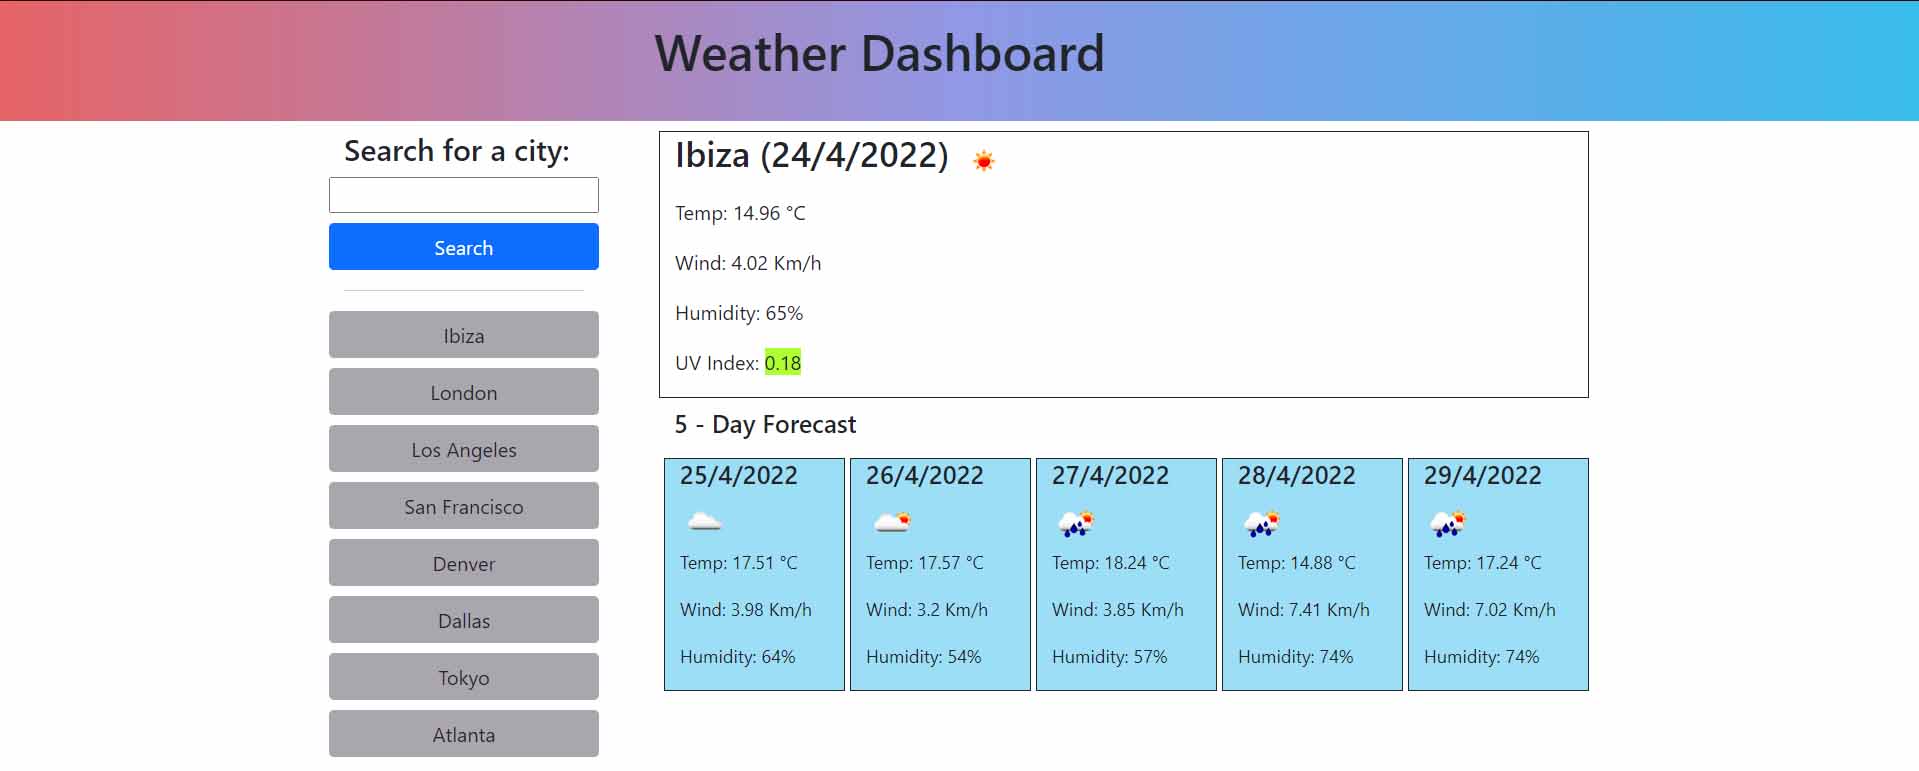 Weather Dashboard
Search for a city:
Search
Ibiza
London
Los Angeles
San Francisco
Denver
Dallas
Tokyo
Atlanta
Ibiza (24/4/2022)
Temp: 14.96 °C
Wind: 4.02 Km/h
Humidity: 65%
UV Index: 0.18
5 - Day Forecast
25/4/2022
Temp: 17.51 °C
Wind: 3.98 Km/h
Humidity: 64%
26/4/2022
Temp: 17.57 °C
Wind: 3.2 Km/h
Humidity: 54%
27/4/2022
Temp: 18.24 °C
Wind: 3.85 Km/h
Humidity: 57%
28/4/2022
Temp: 14.88 °C
Wind: 7.41 Km/h
Humidity: 74%
29/4/2022
Temp: 17.24 °C
Wind: 7.02 Km/h
Humidity: 74%